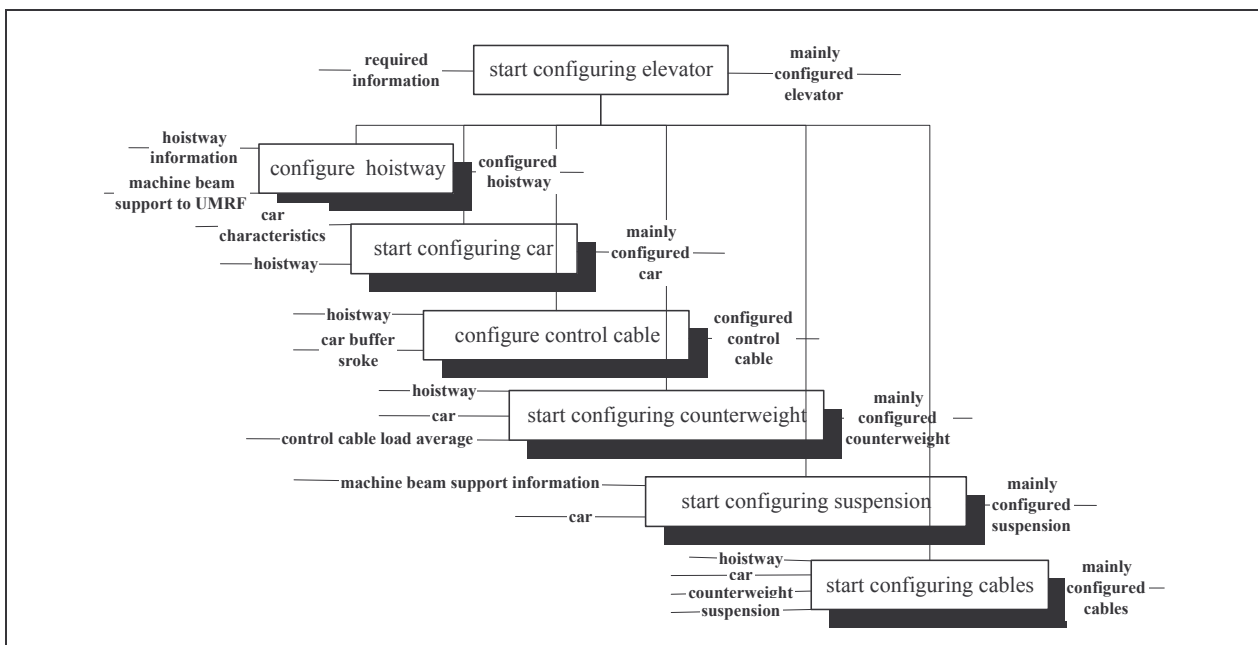 required
information
start configuring elevator
mainly
configured
elevator
hoistway
information
machine beam
support to UMRF
configure hoistway
configured
hoistway
car
characteristics
hoistway
start configuring car
mainly
configured
car
hoistway
car buffer
sroke
configure control cable
configured
control
cable
hoistway
car
control cable load average
start configuring counterweight
mainly
configured
counterweight
machine beam support information
car
start configuring suspension
mainly
configured
suspension
hoistway
car
counterweight
suspension
start configuring cables
mainly
configured
cables